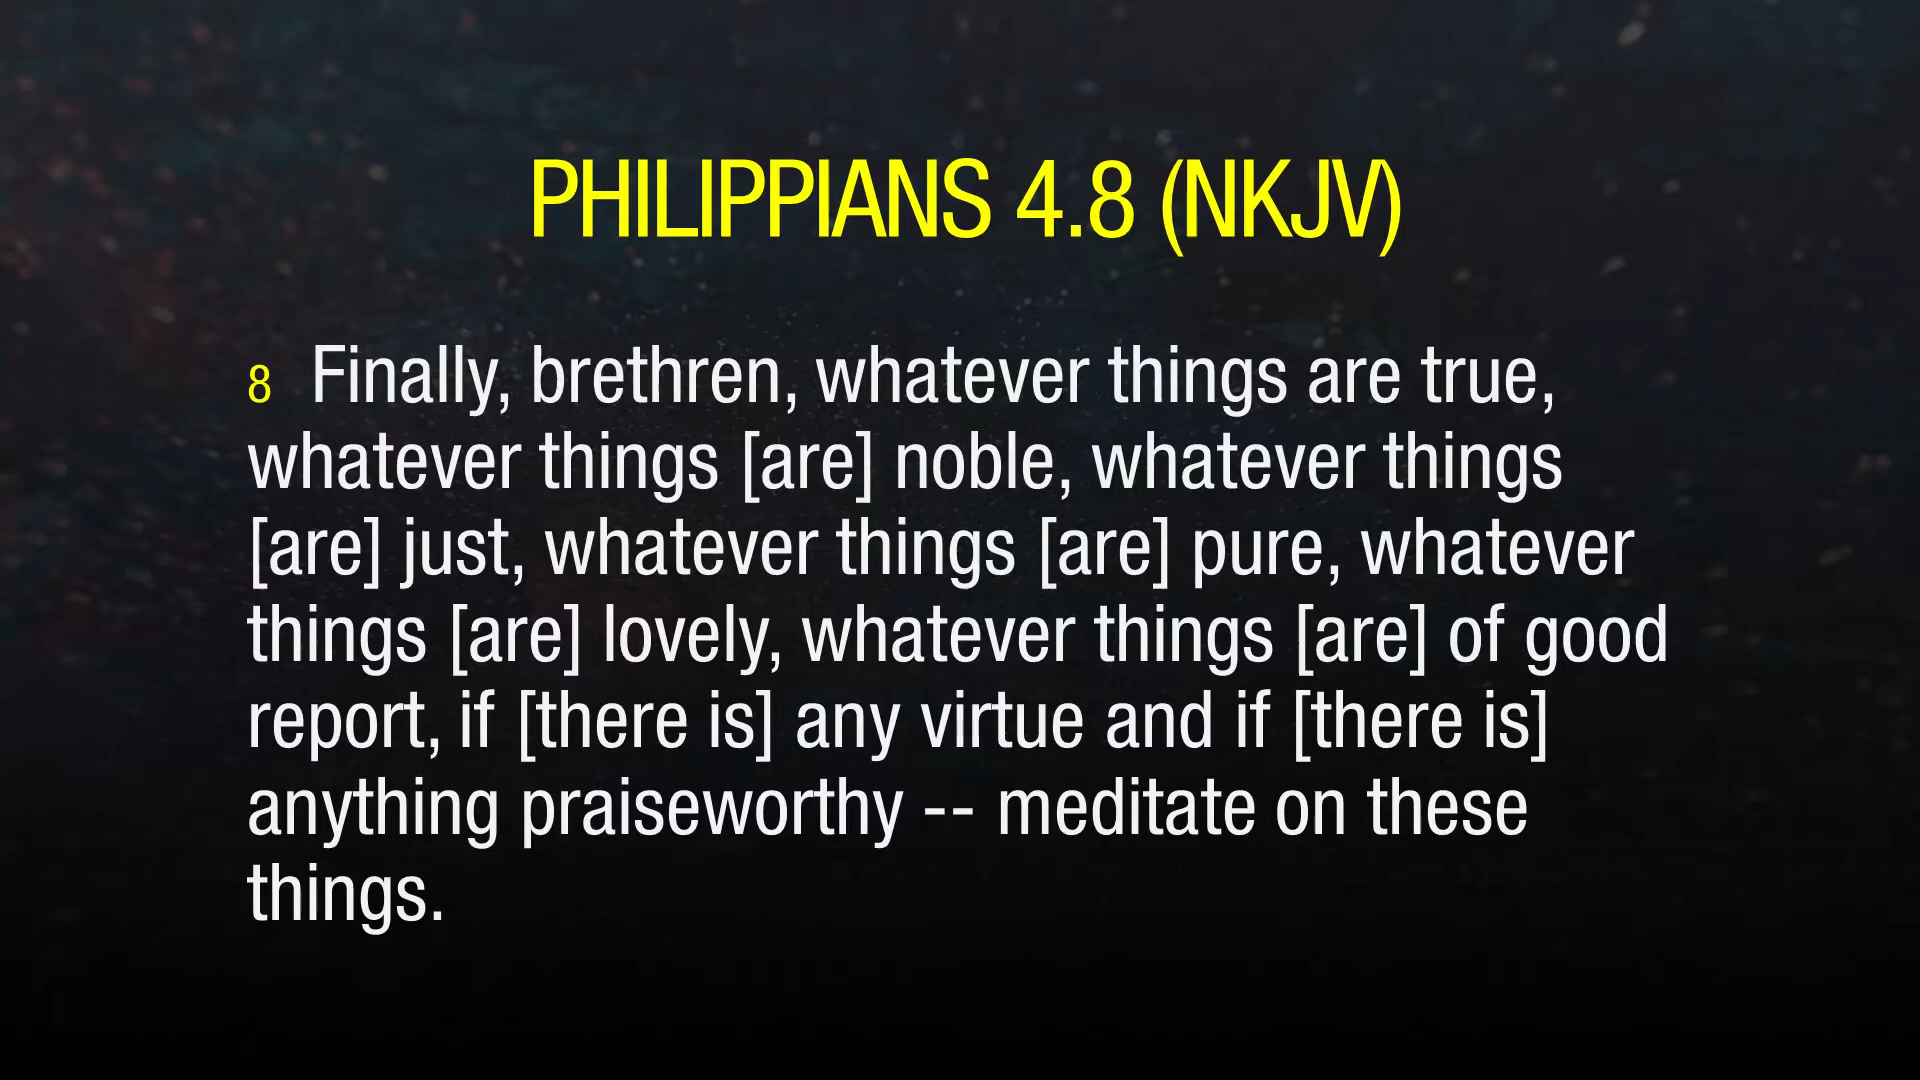 PHILIPPIANS 4.8 (NKJV)
8 Finally, brethren, whatever things are true,
whatever things [are] noble, whatever things
[are] just, whatever things [are] pure, whatever
things [are] lovely, whatever things [are] of good
report, if [there is] any virtue and if [there is]
anything praiseworthy -- meditate on these
things.